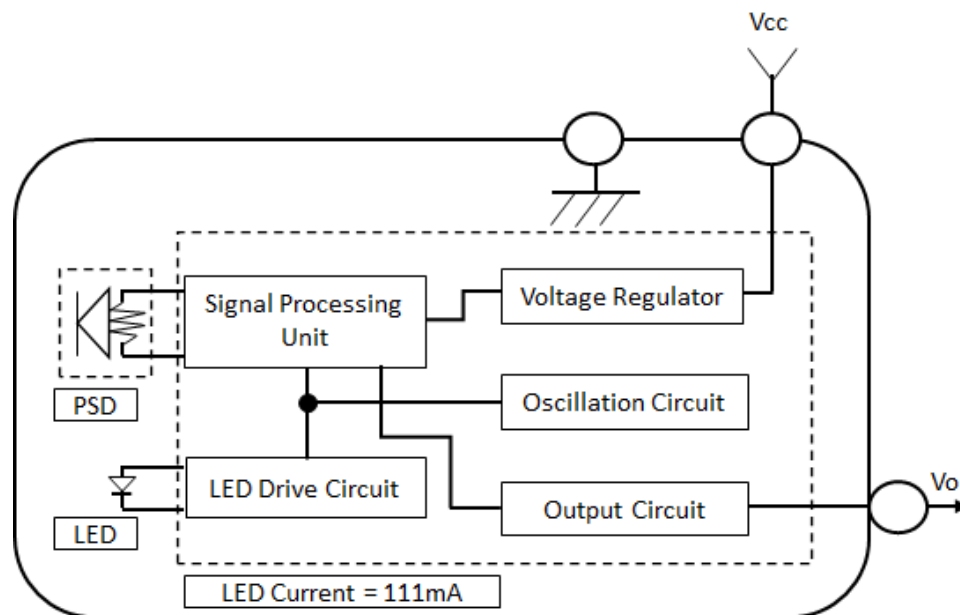 Vcc
Signal Processing
Unit
Voltage Regulator
PSD
Oscillation Circuit
LED Drive Circuit
LED
Output Circuit
Vo
LED Current = 111mA